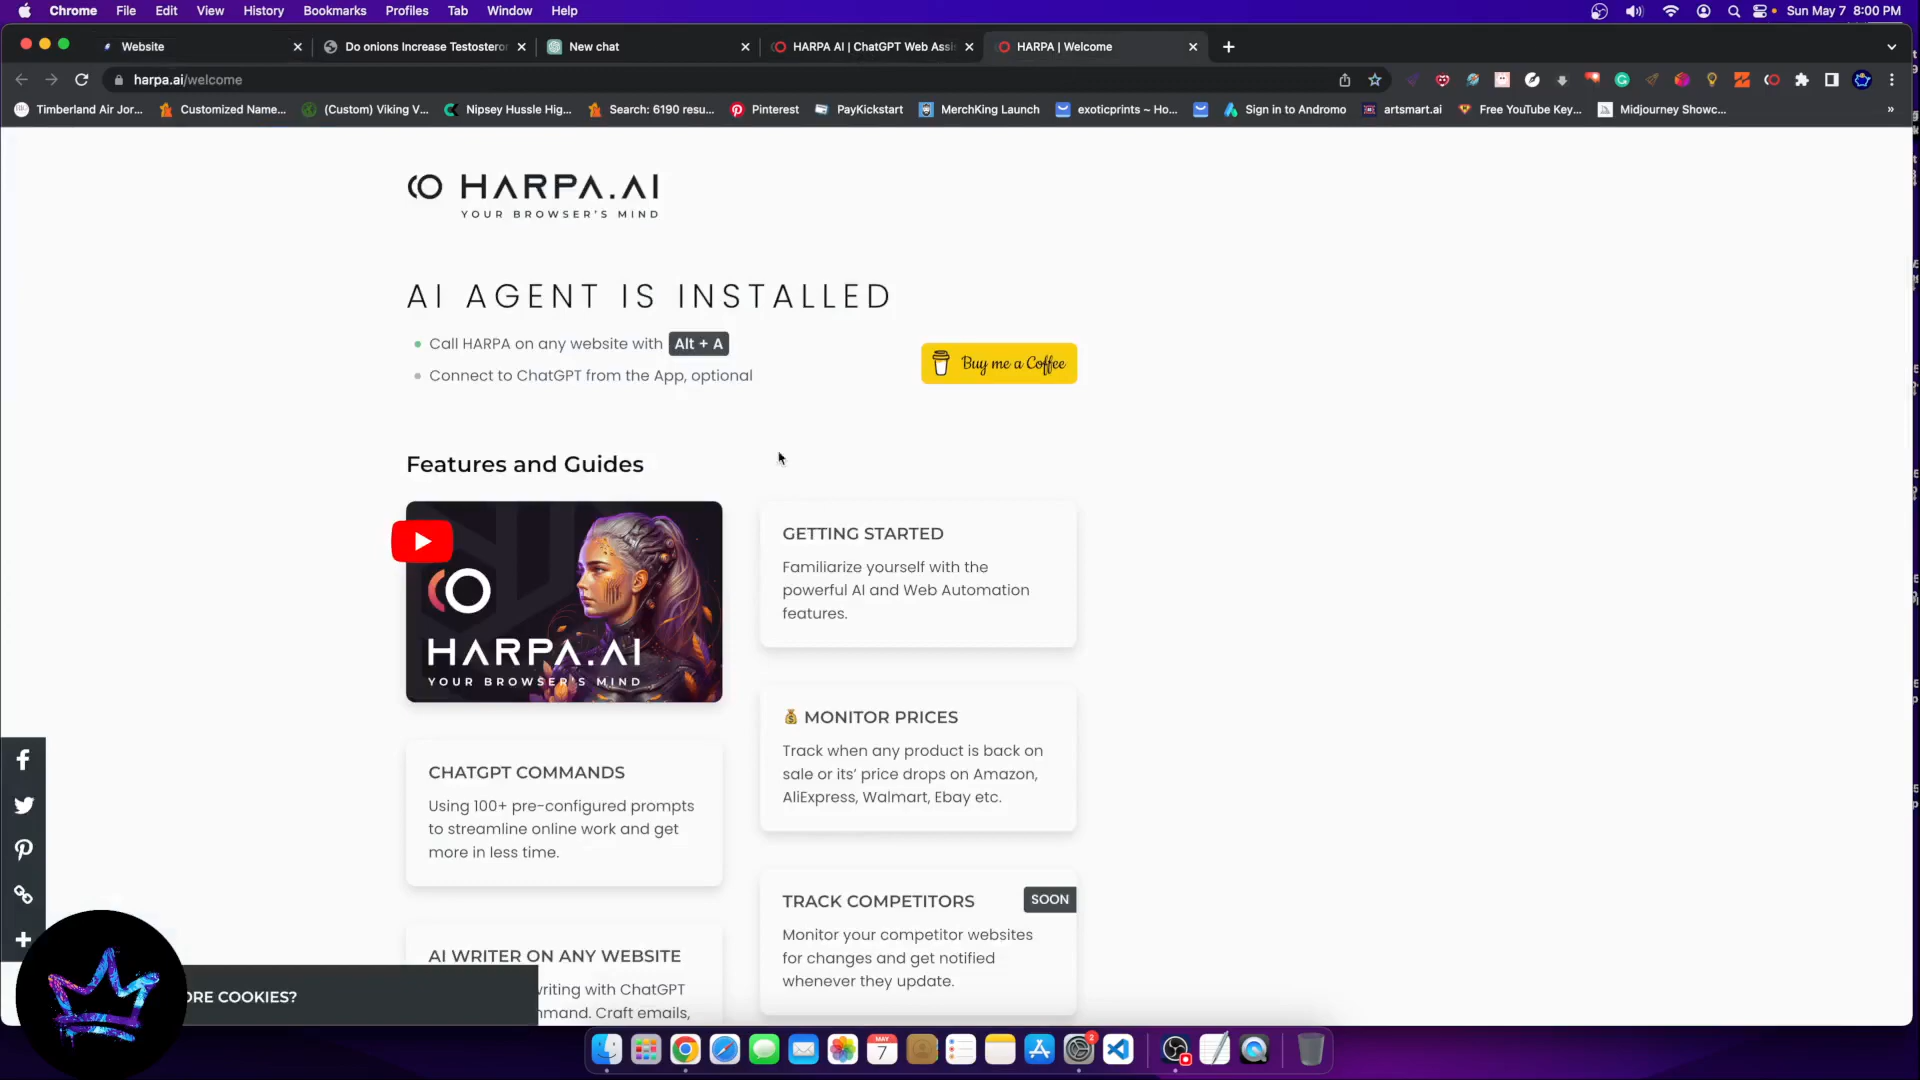 Chrome File Edit View History Bookmarks Profiles Tab Window Help Sun May 7 8:00 PM
Website Do onions Increase Testosteron New chat HARPA AI | ChatGPT Web Assi HARPA | Welcome
harpa.ai/welcome
Timberland Air Jor... Customized Name... (Custom) Viking V... Nipsey Hussle Hig... Search: 6190 resu... Pinterest PayKickstart MerchKing Launch exoticprints ~ Ho... Sign in to Andromo artsmart.ai Free YouTube Key... Midjourney Showc... »
HARPA.AI
YOUR BROWSER'S MIND
AI AGENT IS INSTALLED
Call HARPA on any website with Alt + A
Connect to ChatGPT from the App, optional
Buy me a Coffee
Features and Guides
HARPA.AI
YOUR BROWSER'S MIND
GETTING STARTED
Familiarize yourself with the
powerful AI and Web Automation
features.
MONITOR PRICES
Track when any product is back on
sale or its' price drops on Amazon,
AliExpress, Walmart, Ebay etc.
CHATGPT COMMANDS
Using 100+ pre-configured prompts
to streamline online work and get
more in less time.
TRACK COMPETITORS SOON
Monitor your competitor websites
for changes and get notified
whenever they update.
AI WRITER ON ANY WEBSITE
writing with ChatGPT
mmand. Craft emails,
ORE COOKIES?
MAY
7
2